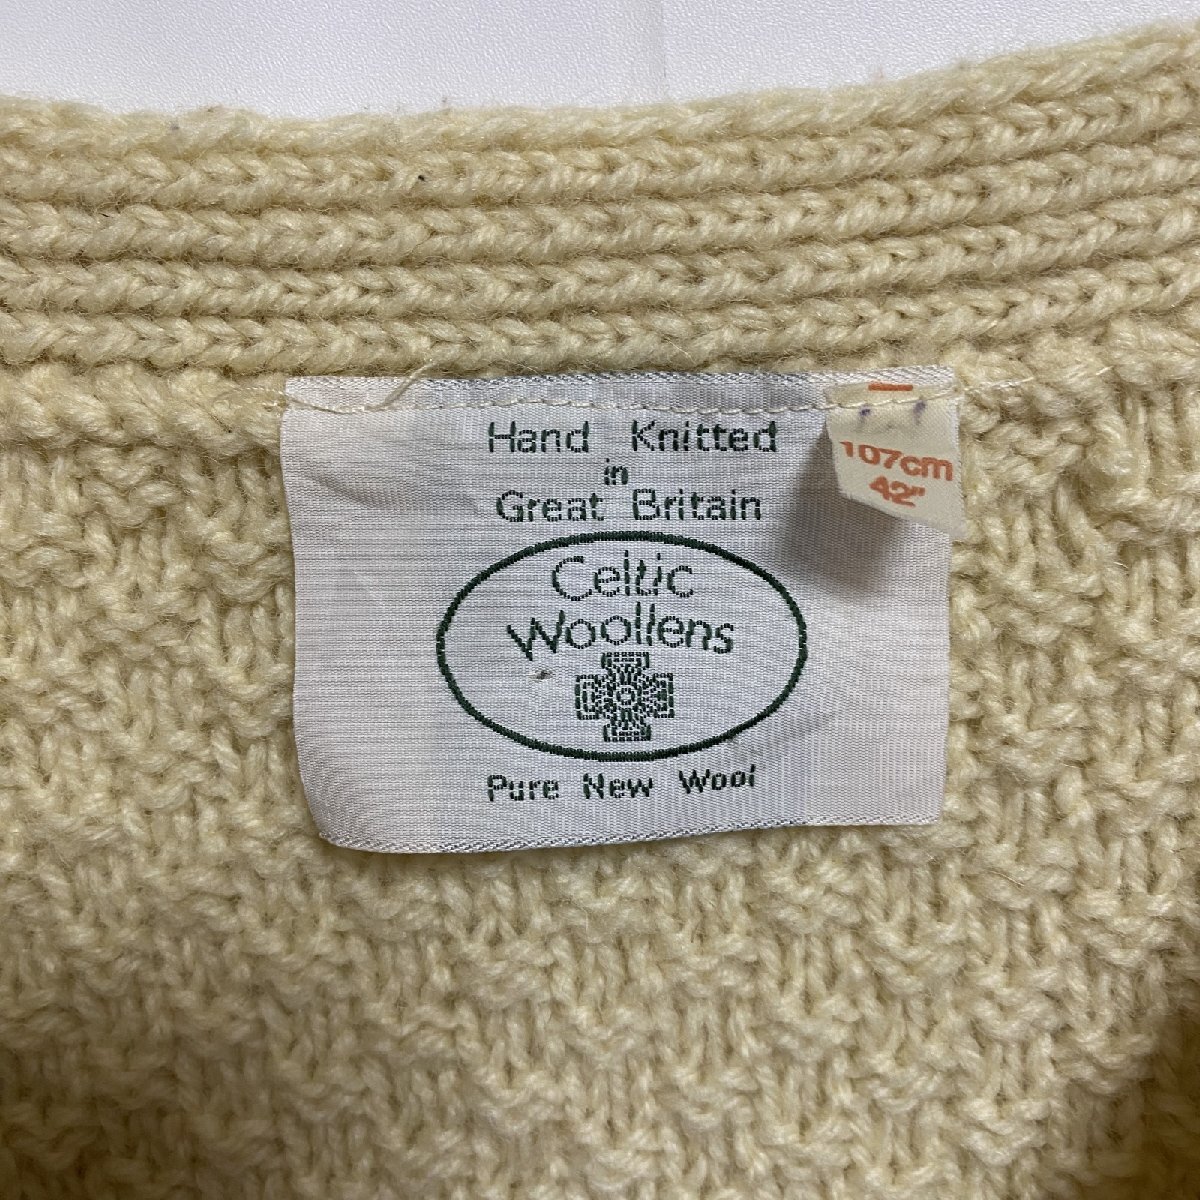 Hand Knitted
in
Great Britain
Celtic
Woollens
Pure New Wool
107cm
42"